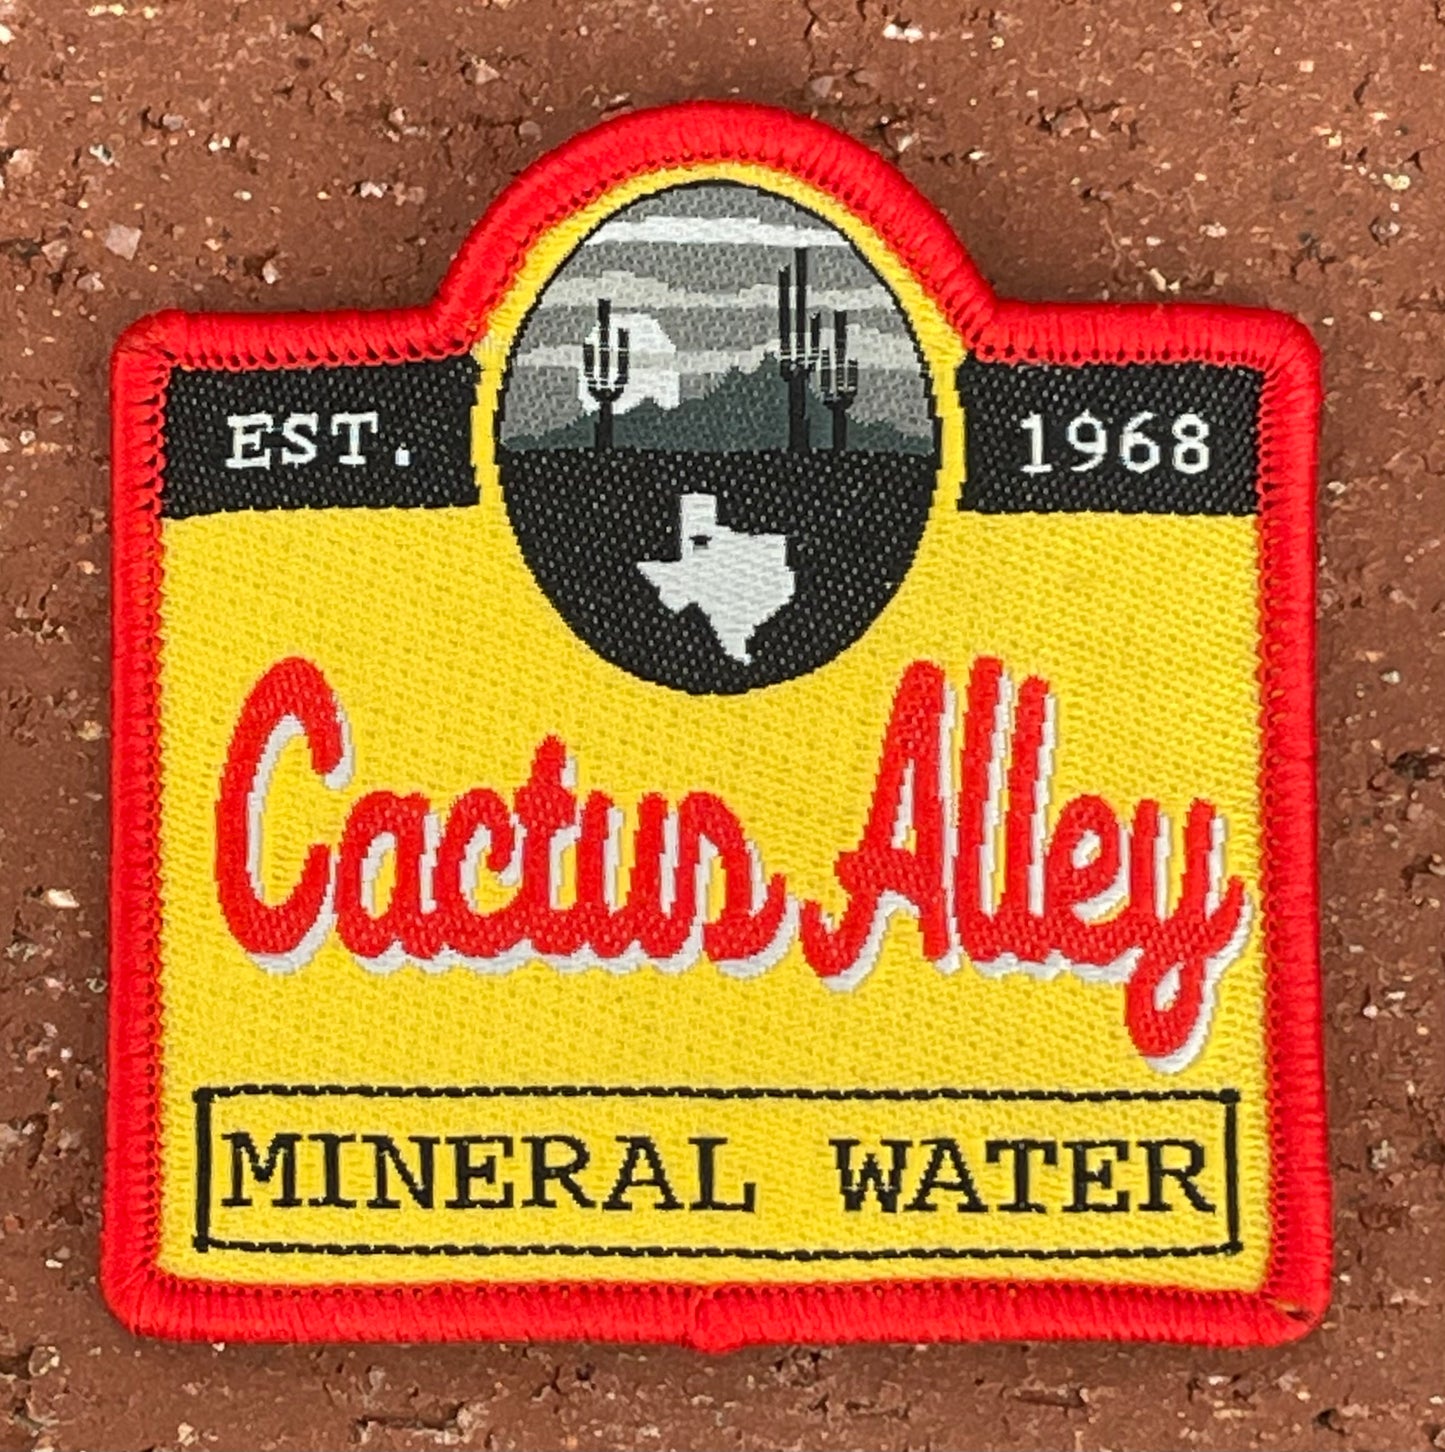 EST. 1968
Cactus Alley
MINERAL WATER